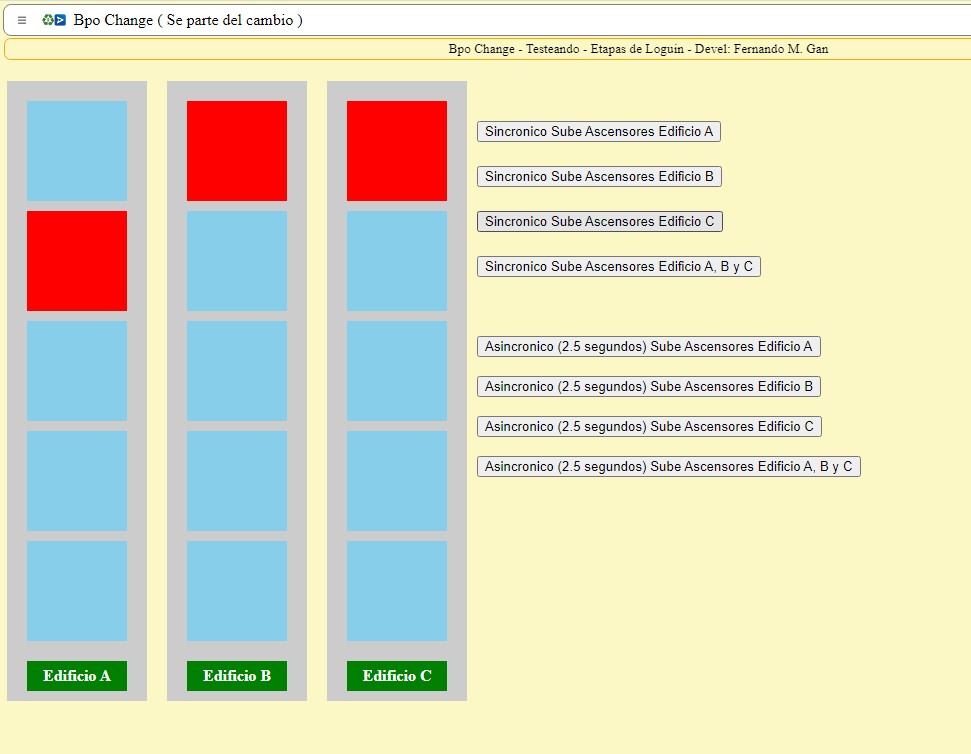 Bpo Change ( Se parte del cambio )
Bpo Change - Testeando - Etapas de Loguin - Devel: Fernando M. Gan
Sincronico Sube Ascensores Edificio A
Sincronico Sube Ascensores Edificio B
Sincronico Sube Ascensores Edificio C
Sincronico Sube Ascensores Edificio A, B y C
Asincronico (2.5 segundos) Sube Ascensores Edificio A
Asincronico (2.5 segundos) Sube Ascensores Edificio B
Asincronico (2.5 segundos) Sube Ascensores Edificio C
Asincronico (2.5 segundos) Sube Ascensores Edificio A, B y C
Edificio A
Edificio B
Edificio C